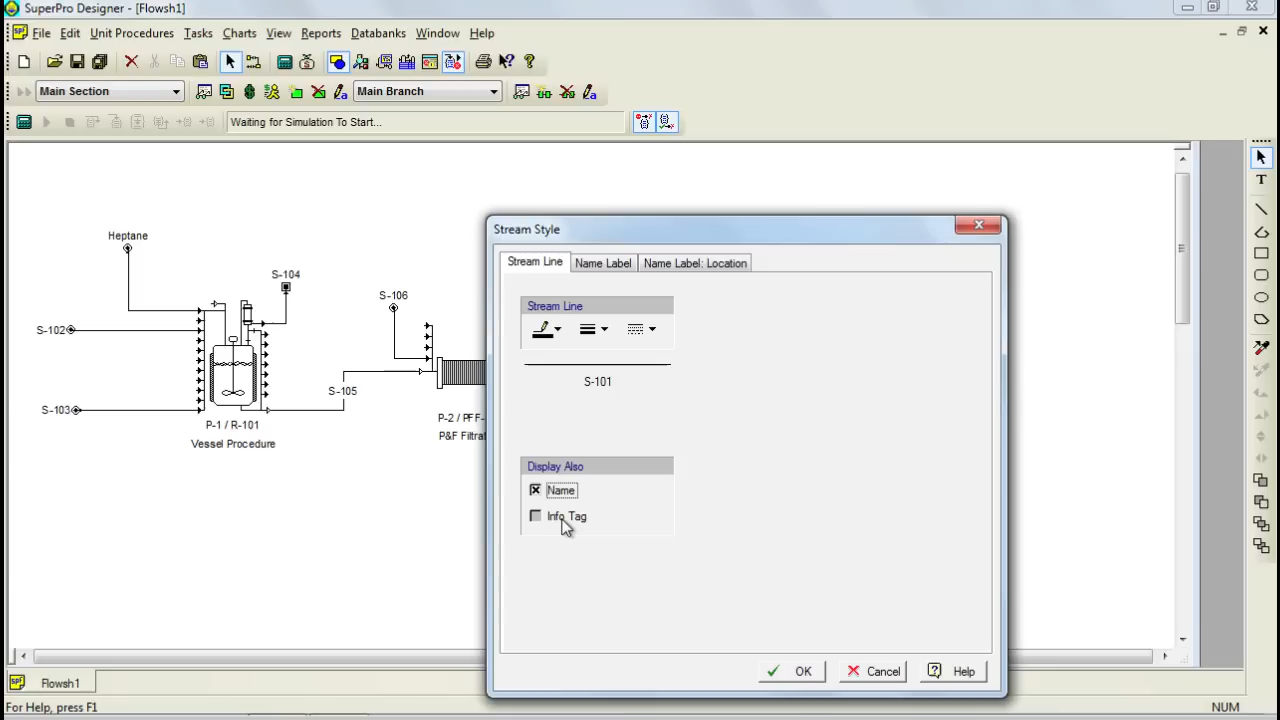 SuperPro Designer - [Flowsh1]
File Edit Unit Procedures Tasks Charts View Reports Databanks Window Help
Main Section Main Branch
Waiting for Simulation To Start...
Stream Style
Stream Line Name Label Name Label: Location
Stream Line
S-101
Display Also
Name
Info Tag
OK Cancel Help
Heptane
S-104
S-106
S-102
S-105
S-103
P-1 / R-101
Vessel Procedure
P-2 / PFF-
P&F Filtrat
Flowsh1
For Help, press F1
NUM